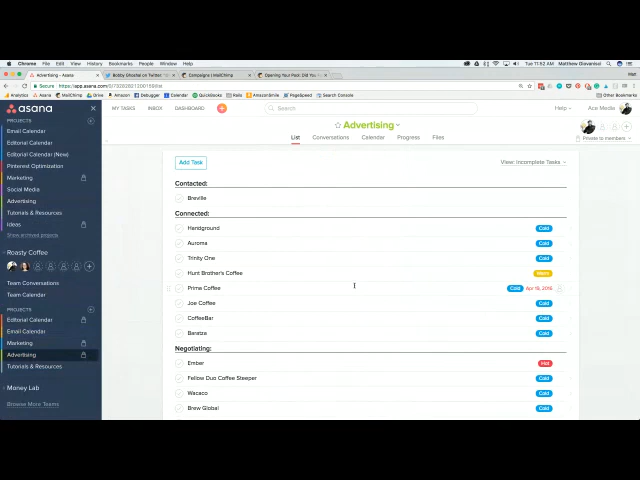 Chrome File Edit View History Bookmarks People Window Help
Tue 11:52 AM Matthew Giovanisci
Advertising - Asana
Bobby Ghoshal on Twitter
Campaigns | MailChimp
Opening Your Pack: Did You
Matt
Secure https://app.asana.com
Asana MailChimp Drive Amazon Debugger Calendar QuickBooks Rails AmazonSmile PageSpeed Search Console Other Bookmarks
asana
MY TASKS INBOX DASHBOARD
Search
Help
Ace Media
PROJECTS
Email Calendar
Editorial Calendar
Editorial Calendar (New)
Pinterest Optimization
Marketing
Social Media
Advertising
Tutorials & Resources
Ideas
Show archived projects
Roasty Coffee
Team Conversations
Team Calendar
PROJECTS
Editorial Calendar
Email Calendar
Marketing
Advertising
Tutorials & Resources
Money Lab
Browse More Teams
Advertising
List Conversations Calendar Progress Files
Private to members
Add Task
View: Incomplete Tasks
Contacted:
Breville
Connected:
Handground Cold
Auroma Cold
Trinity One Cold
Hunt Brother's Coffee Warm
Prima Coffee Cold Apr 18, 2016
Joe Coffee Cold
CoffeeBar Cold
Baratza Cold
Negotiating:
Ember Hot
Fellow Duo Coffee Steeper Cold
Wacaco Cold
Brew Global Cold